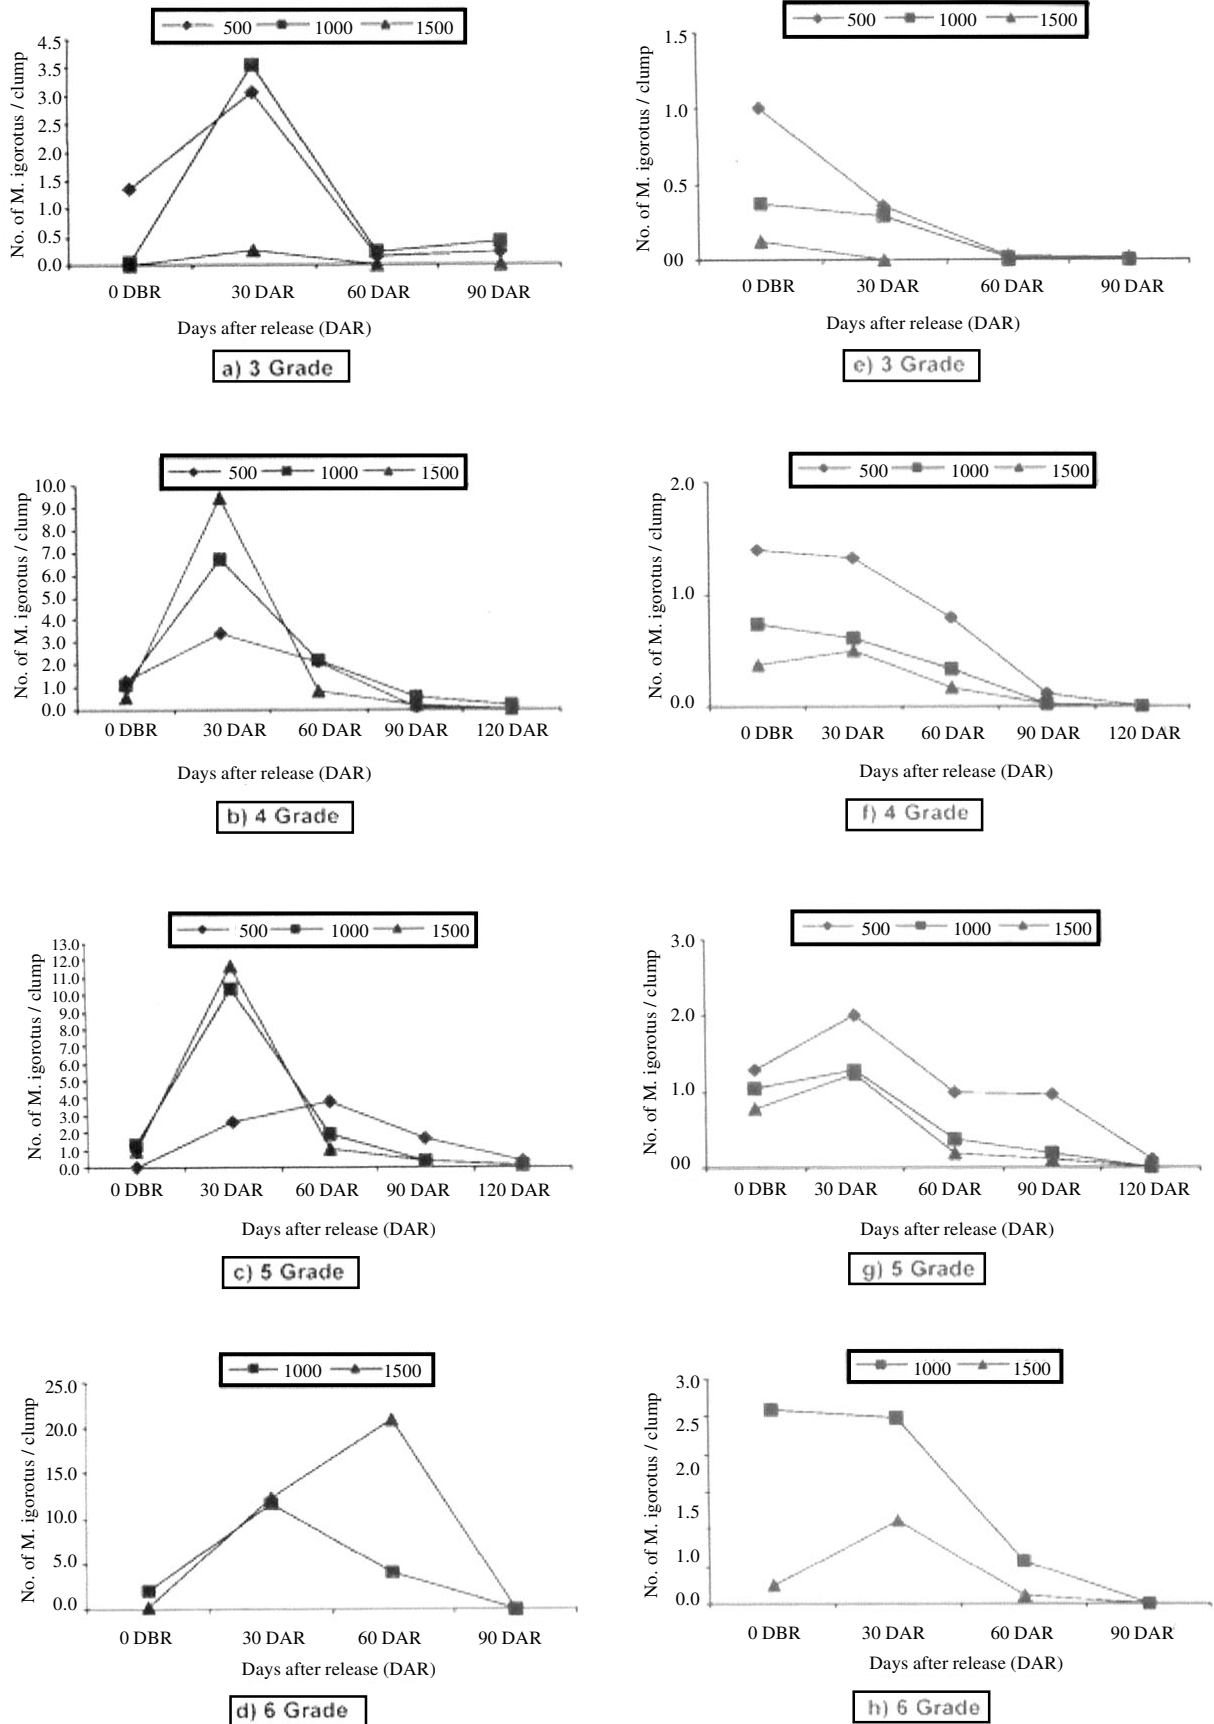 500 1000 1500
No. of M. igorotus / clump
4.5
3.5
3.0
2.5
2.0
1.5
1.0
0.5
0.0
0 DBR 30 DAR 60 DAR 90 DAR
Days after release (DAR)
a) 3 Grade
500 1000 1500
No. of M. igorotus / clump
1.5
1.0
0.5
00
0 DBR 30 DAR 60 DAR 90 DAR
Days after release (DAR)
e) 3 Grade
500 1000 1500
No. of M. igorotus / clump
10.0
9.0
8.0
7.0
6.0
5.0
4.0
3.0
2.0
1.0
0.0
0 DBR 30 DAR 60 DAR 90 DAR 120 DAR
Days after release (DAR)
b) 4 Grade
500 1000 1500
No. of M. igorotus / clump
2.0
1.0
0.0
0 DBR 30 DAR 60 DAR 90 DAR 120 DAR
Days after release (DAR)
f) 4 Grade
500 1000 1500
No. of M. igorotus / clump
13.0
12.0
11.0
10.0
9.0
8.0
7.0
6.0
5.0
4.0
3.0
2.0
1.0
0.0
0 DBR 30 DAR 60 DAR 90 DAR 120 DAR
Days after release (DAR)
c) 5 Grade
500 1000 1500
No. of M. igorotus / clump
3.0
2.0
1.0
00
0 DBR 30 DAR 60 DAR 90 DAR 120 DAR
Days after release (DAR)
g) 5 Grade
1000 1500
No. of M. igorotus / clump
25.0
20.0
15.0
10.0
5.0
0.0
0 DBR 30 DAR 60 DAR 90 DAR
Days after release (DAR)
d) 6 Grade
1000 1500
No. of M. igorotus / clump
3.0
2.5
2.0
1.5
1.0
0.0
0 DBR 30 DAR 60 DAR 90 DAR
Days after release (DAR)
h) 6 Grade